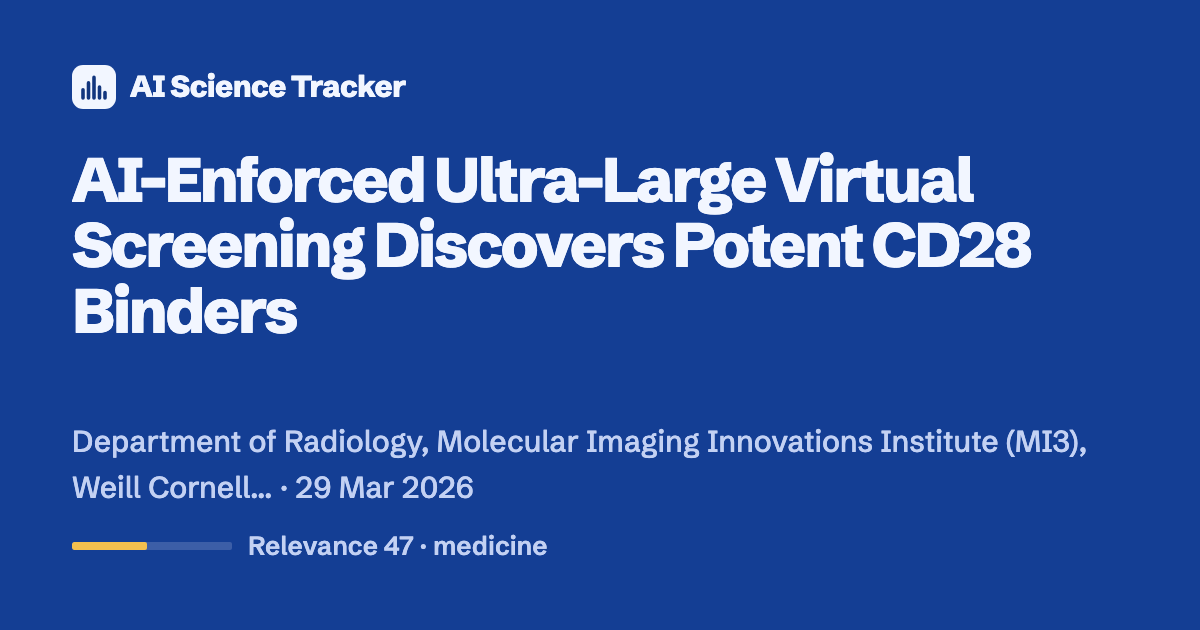 AI Science Tracker
AI-Enforced Ultra-Large Virtual
Screening Discovers Potent CD28
Binders
Department of Radiology, Molecular Imaging Innovations Institute (MI3),
Weill Cornell... · 29 Mar 2026
Relevance 47 · medicine